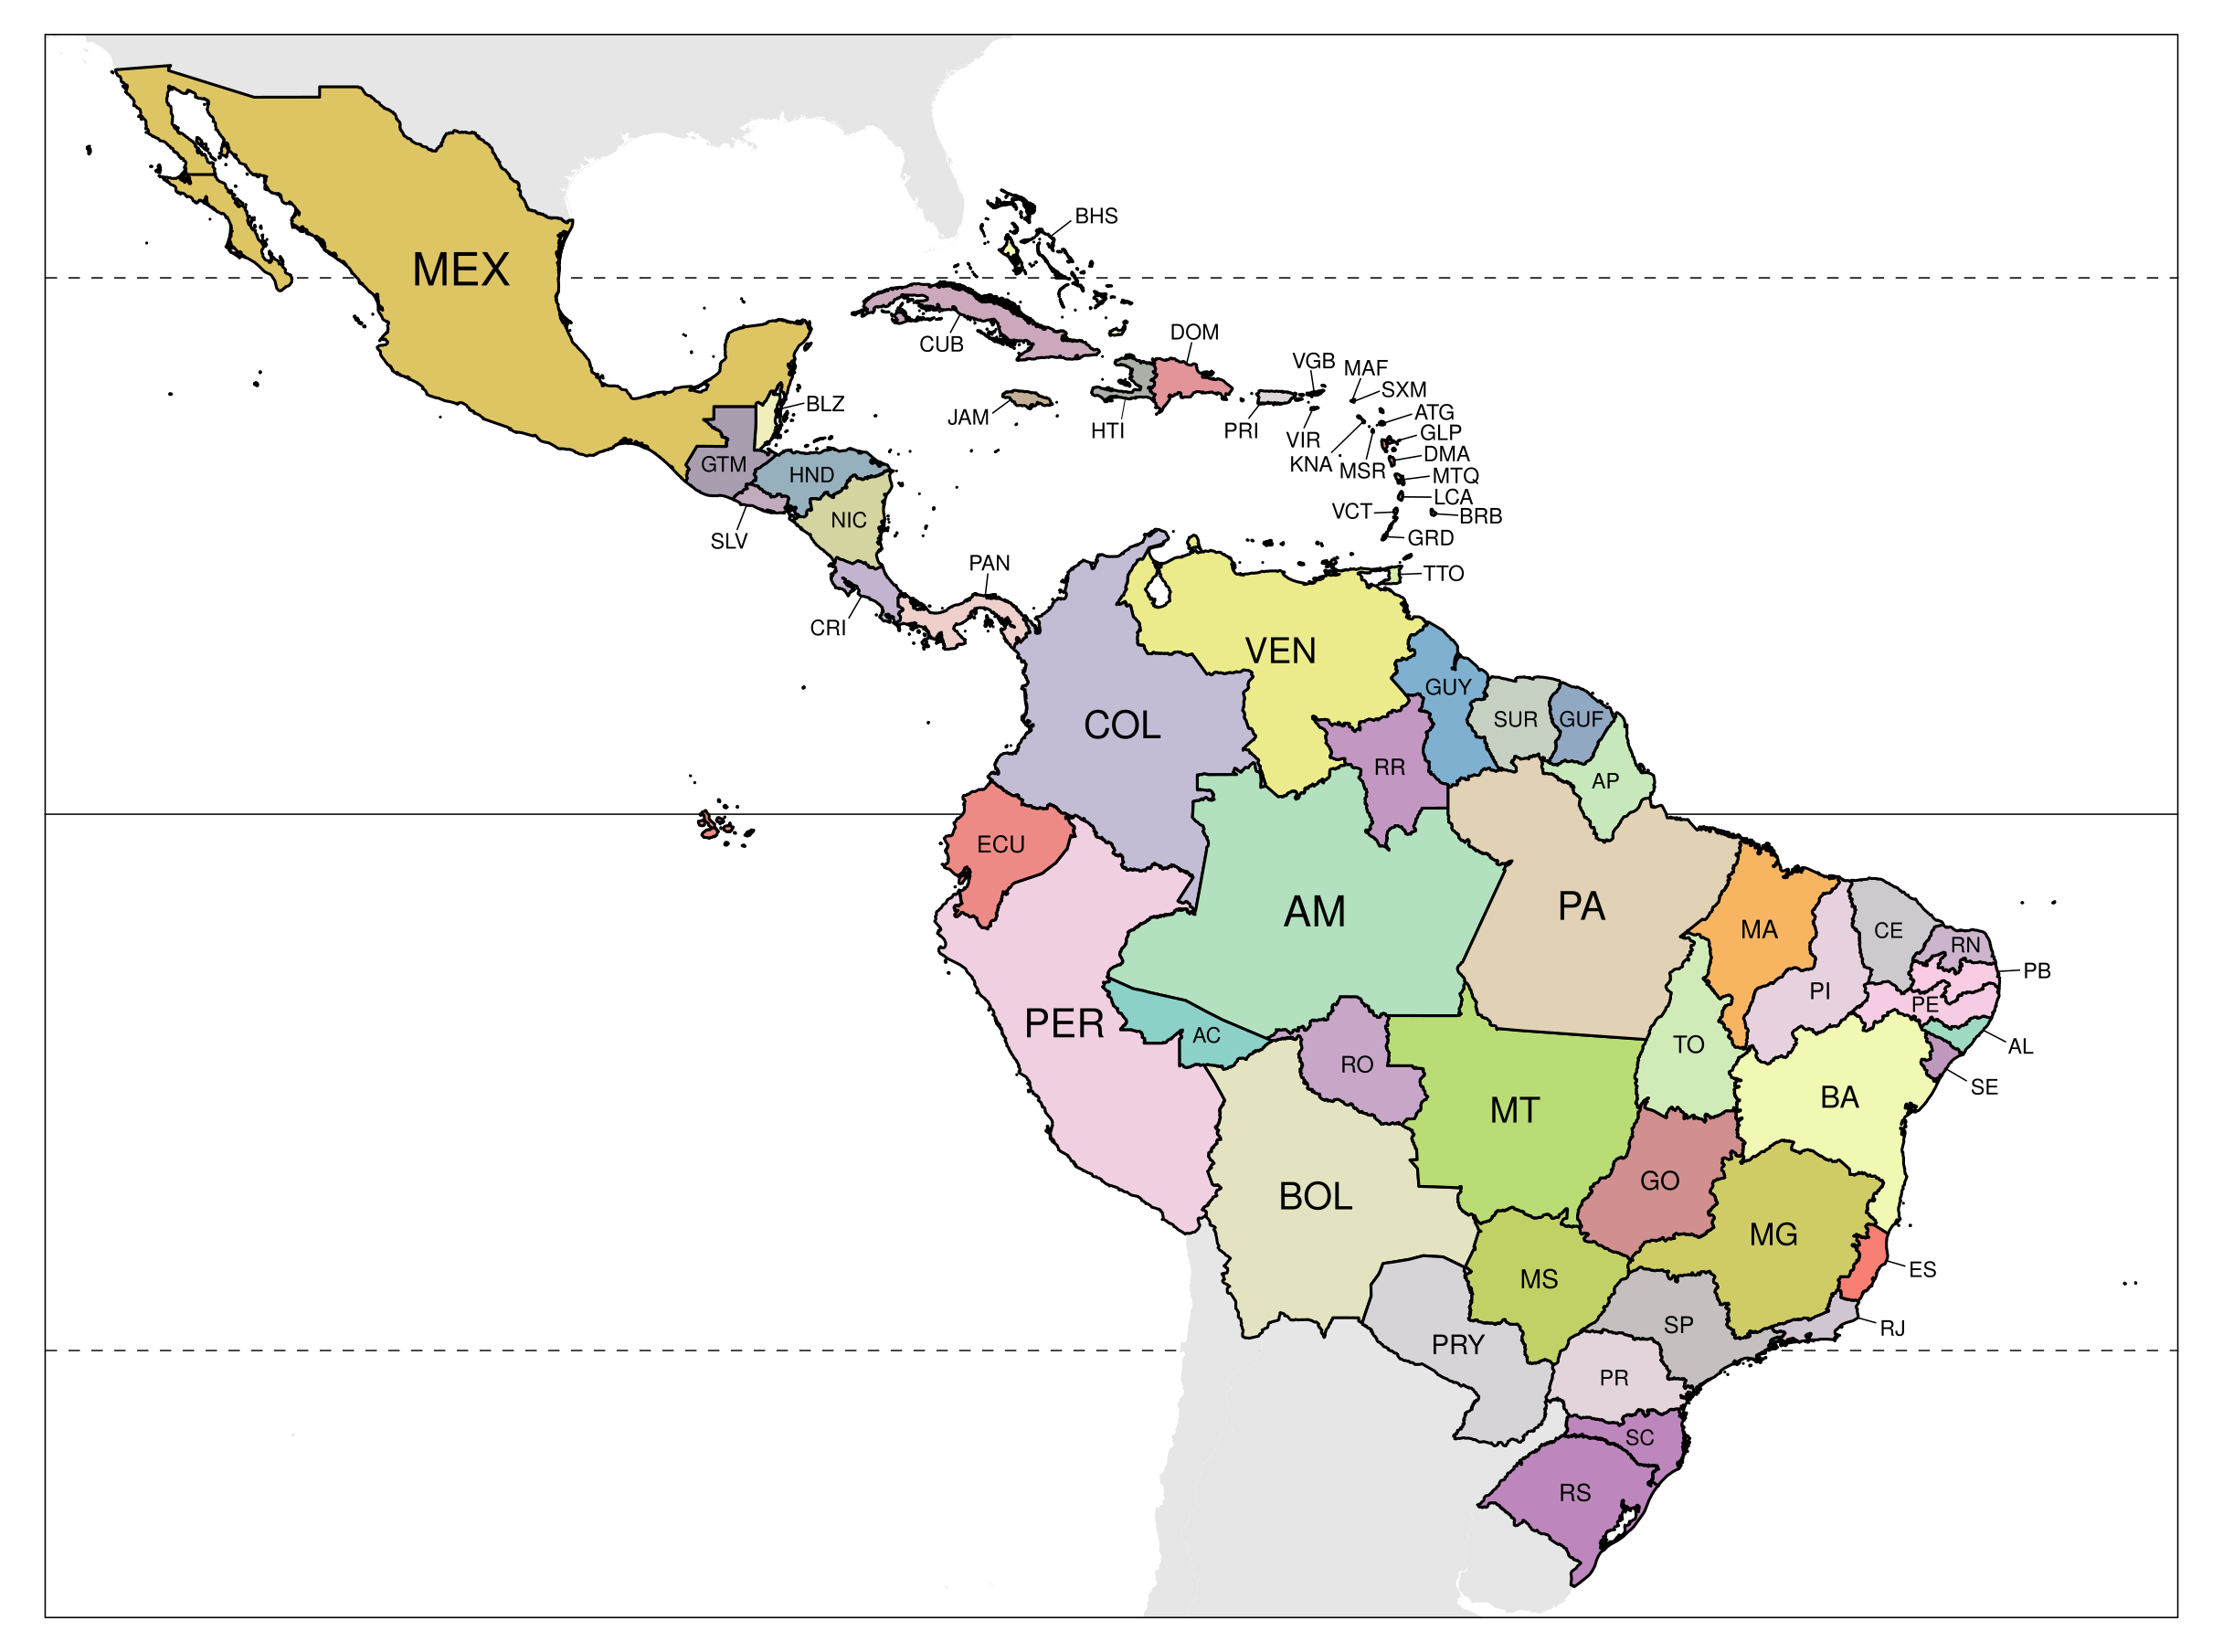 BHS
MEX
CUB
DOM
VGB
MAF
SXM
BLZ
JAM
HTI
PRI
VIR
ATG
GLP
KNA
MSR
DMA
GTM
HND
MTQ
LCA
VCT
BRB
NIC
SLV
GRD
PAN
TTO
CRI
VEN
GUY
COL
SUR
GUF
RR
AP
ECU
AM
PA
MA
CE
RN
PB
PI
PE
PER
AC
TO
AL
RO
SE
BA
MT
GO
BOL
MG
ES
MS
SP
RJ
PRY
PR
SC
RS